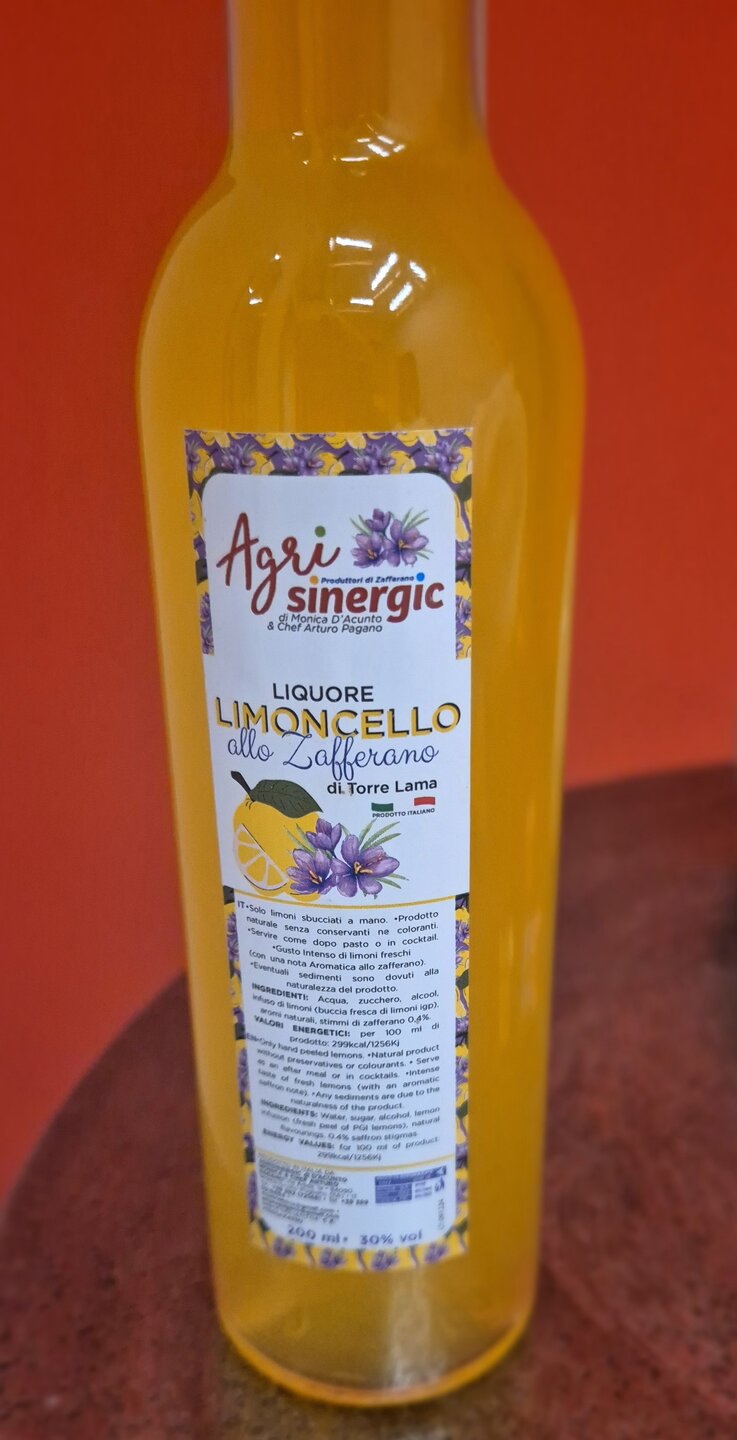 Agri
Produttori di Zafferano
sinergic
di Monica D'Acunto
& Chef Arturo Pagano
LIQUORE
LIMONCELLO
allo Zafferano
di Torre Lama
PRODOTTO ITALIANO
IT•Solo limoni sbucciati a mano. •Prodotto
naturale senza conservanti ne coloranti.
•Servire come dopo pasto o in cocktail.
•Gusto Intenso di limoni freschi
(con una nota Aromatica allo zafferano).
•Eventuali sedimenti sono dovuti alla
naturalezza del prodotto.
INGREDIENTI: Acqua, zucchero, alcool,
infuso di limoni (buccia fresca di limoni igp),
aromi naturali, stimmi di zafferano 0.4%.
VALORI ENERGETICI: per 100 ml di
prodotto: 299kcal/1256Kj
EN•Only hand peeled lemons. •Natural product
without preservatives or colourants. • Serve
as an efter meal or in cocktails. •Intense
taste of fresh lemons (with an aromatic
saffron note). •Any sediments are due to the
naturalness of the product.
INGREDIENTS: Water, sugar, alcohol, lemon
infusion (fresh peel of PGI lemons), natural
flavourings, 0.4% saffron stigmas
ENERGY VALUES: for 100 ml of product:
299kcal/1256Kj
IN ITALIA DA
200 ml • 30% vol